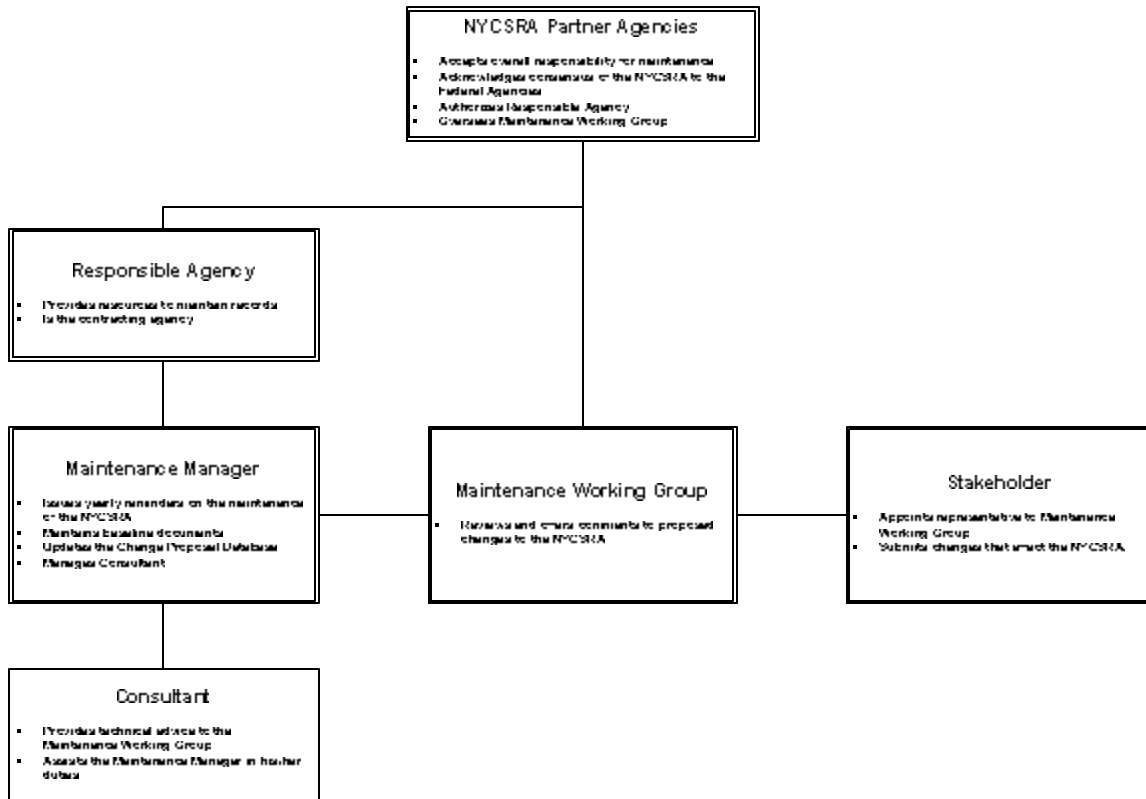 NYCSRA Partner Agencies
▪ Accepts overall responsibility for maintenance
▪ Acknowledges consensus of the NYCSRA to the
Federal Agencies
▪ Authorizes Responsible Agency
▪ Oversees Maintenance Working Group
Responsible Agency
▪ Provides resources to maintain records
▪ Is the contracting agency
Maintenance Manager
▪ Issues yearly reminders on the maintenance
of the NYCSRA
▪ Maintains baseline documents
▪ Updates the Change Proposal Database
▪ Manages Consultant
Maintenance Working Group
▪ Reviews and offers comments to proposed
changes to the NYCSRA
Stakeholder
▪ Appoints representative to Maintenance
Working Group
▪ Submits changes that affect the NYCSRA
Consultant
▪ Provides technical advice to the
Maintenance Working Group
▪ Assists the Maintenance Manager in his/her
duties